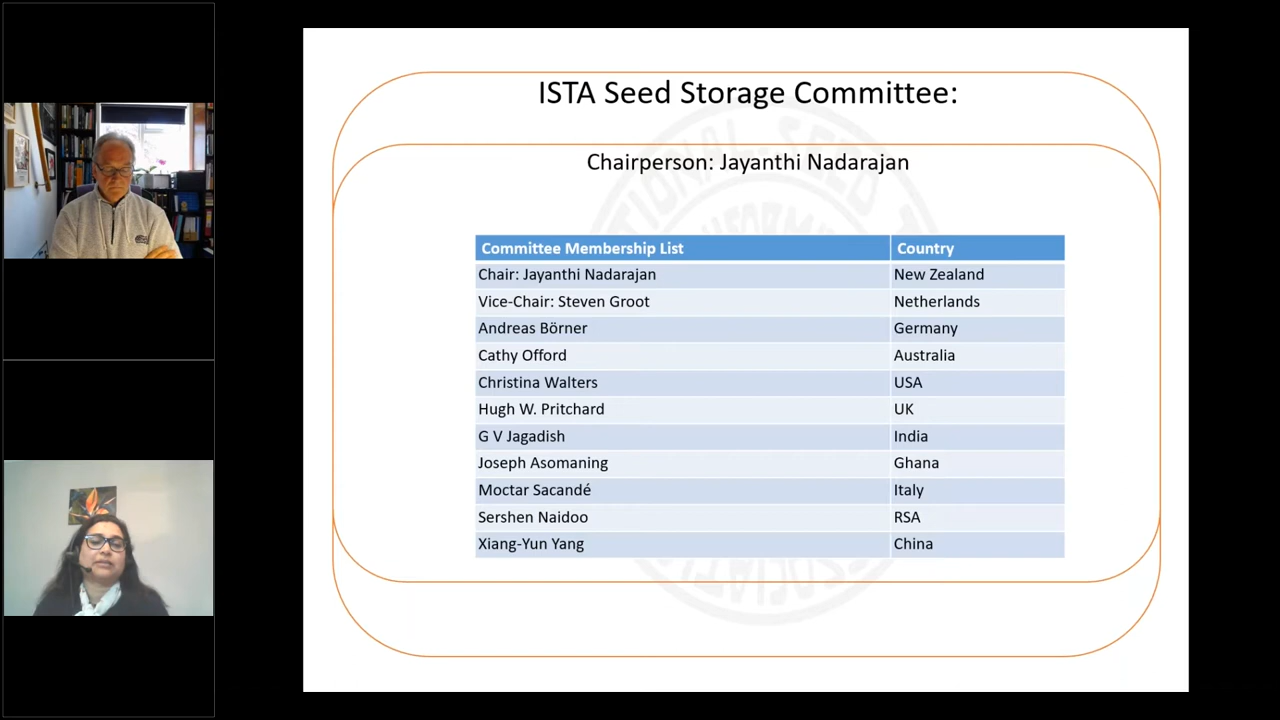 ISTA Seed Storage Committee:
Chairperson: Jayanthi Nadarajan
Committee Membership List Country
Chair: Jayanthi Nadarajan New Zealand
Vice-Chair: Steven Groot Netherlands
Andreas Börner Germany
Cathy Offord Australia
Christina Walters USA
Hugh W. Pritchard UK
G V Jagadish India
Joseph Asomaning Ghana
Moctar Sacandé Italy
Sershen Naidoo RSA
Xiang-Yun Yang China